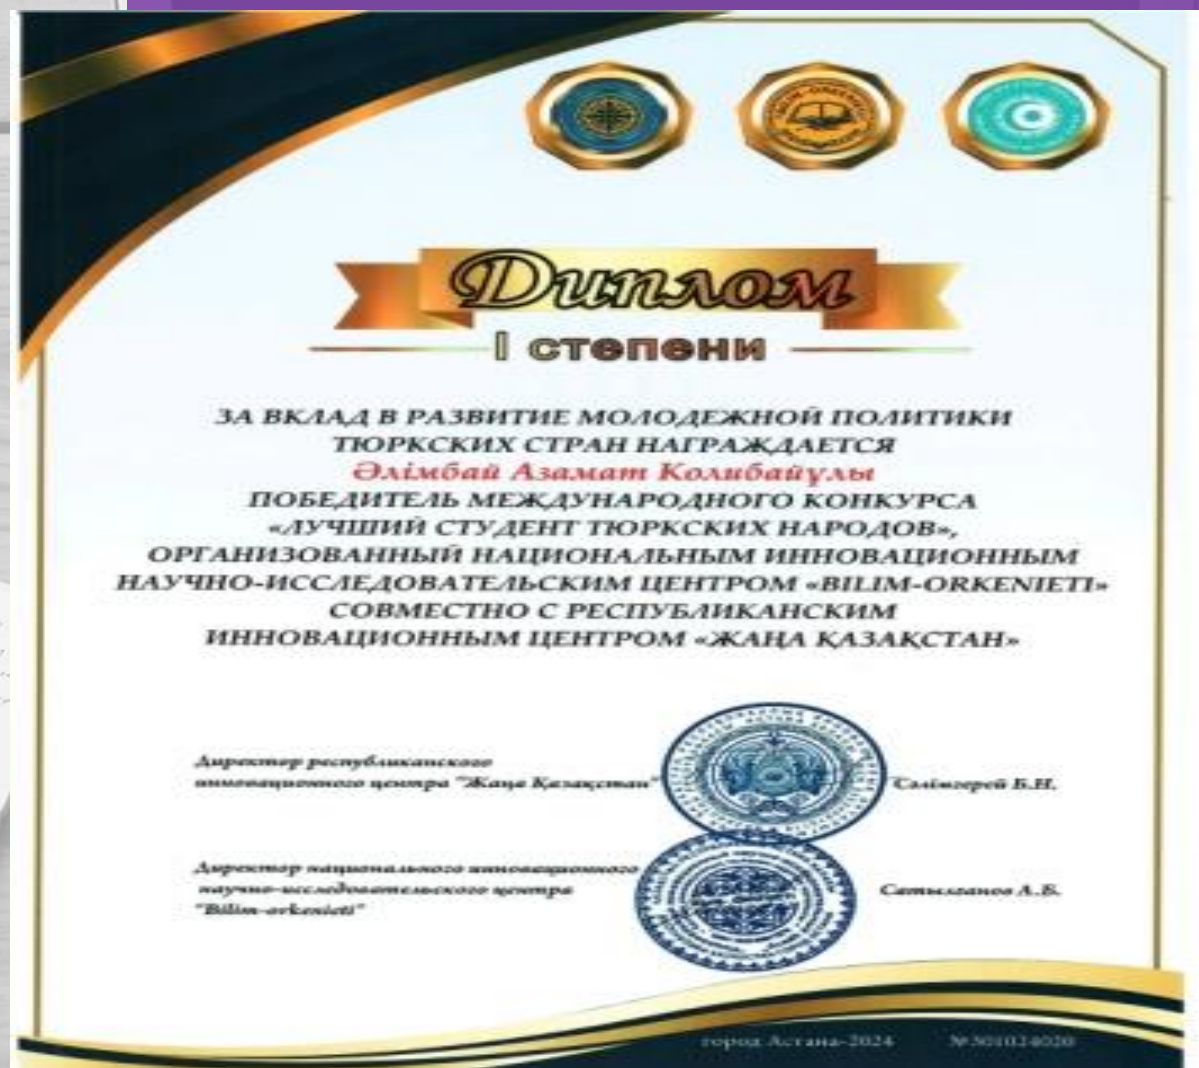 Диплом
I степени
ЗА ВКЛАД В РАЗВИТИЕ МОЛОДЕЖНОЙ ПОЛИТИКИ
ТЮРКСКИХ СТРАН НАГРАЖДАЕТСЯ
Әлімбай Азамат Колибайұлы
ПОБЕДИТЕЛЬ МЕЖДУНАРОДНОГО КОНКУРСА
«ЛУЧШИЙ СТУДЕНТ ТЮРКСКИХ НАРОДОВ»,
ОРГАНИЗОВАННЫЙ НАЦИОНАЛЬНЫМ ИННОВАЦИОННЫМ
НАУЧНО-ИССЛЕДОВАТЕЛЬСКИМ ЦЕНТРОМ «BILIM-ORKENIETI»
СОВМЕСТНО С РЕСПУБЛИКАНСКИМ
ИННОВАЦИОННЫМ ЦЕНТРОМ «ЖАҢА ҚАЗАҚСТАН»
Директор республиканского
инновационного центра "Жаңа Қазақстан"
Сәлімгерей Б.Н.
Директор национального инновационного
научно-исследовательского центра
"Bilim-orkenieti"
Сатылганов А.Б.
город Астана-2024 №301024020